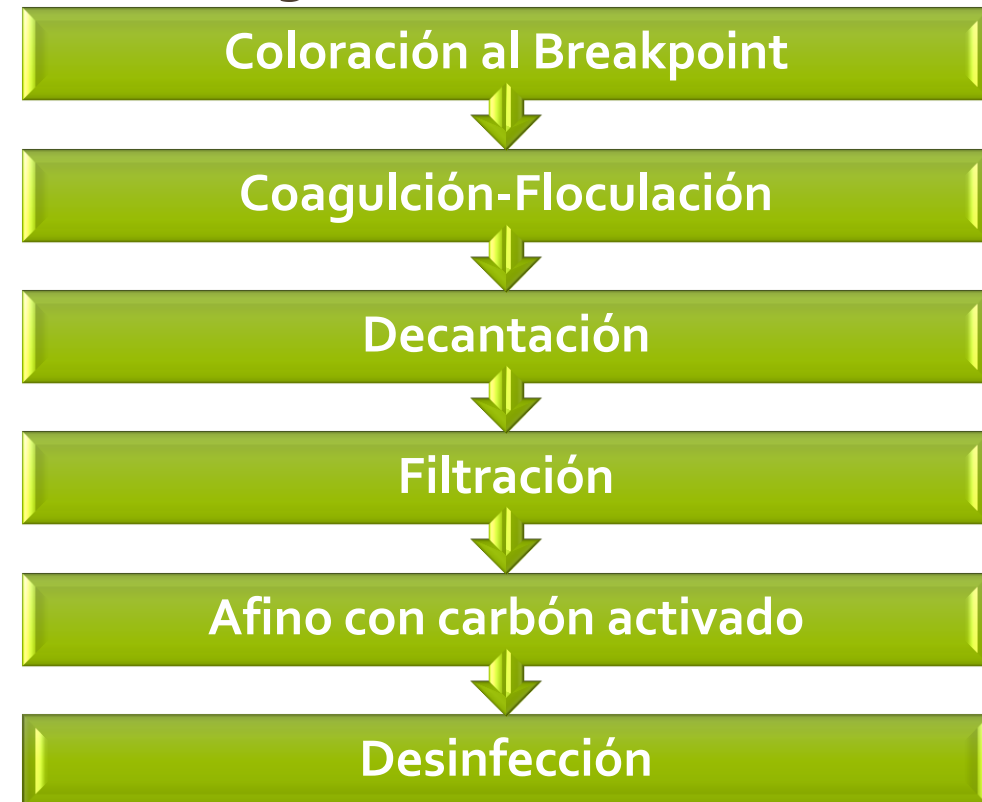 Coloración al Breakpoint
Coagulción-Floculación
Decantación
Filtración
Afino con carbón activado
Desinfección